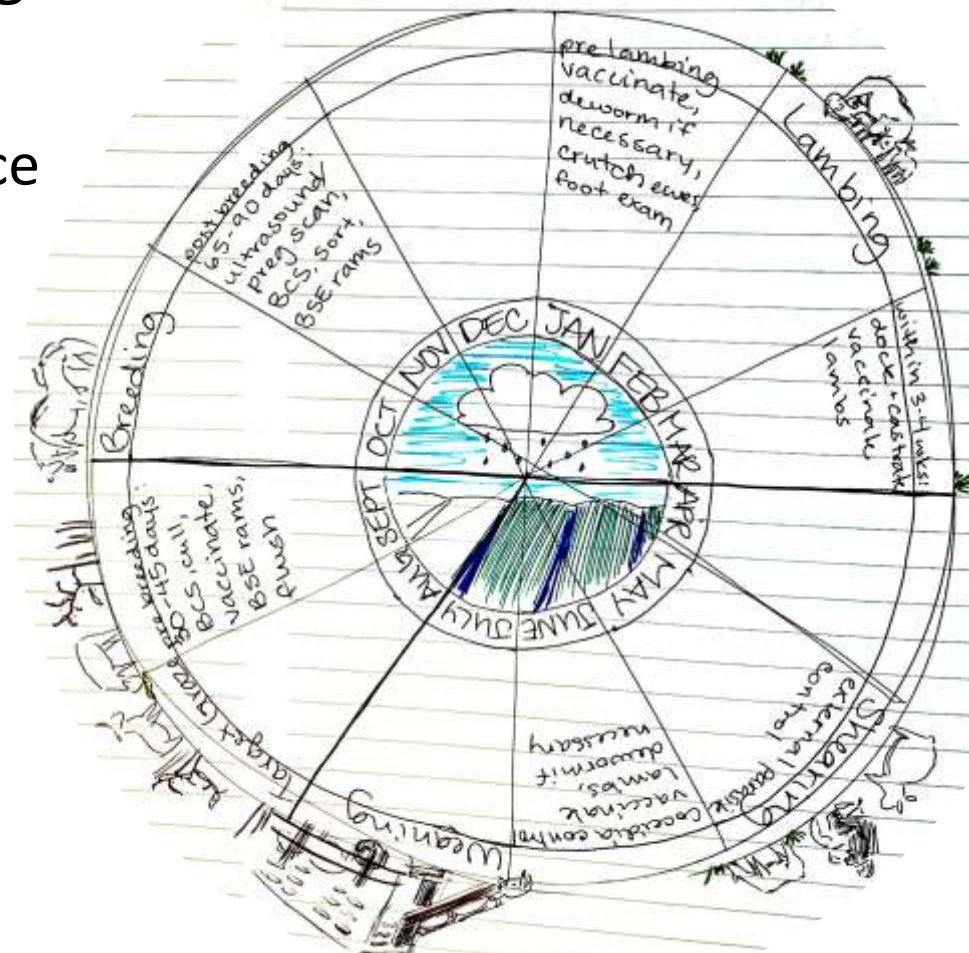 ce
pre lambing
vaccinate,
deworm if
necessary,
crutch ewes,
foot exam
Lambing
within 3-4 wks:
dock + castrate
vaccinate
lambs
Shearing
external parasite
control
coccidia control
vaccinate
lambs,
deworm if
necessary
Weaning
Target Graze
pre breeding
30-45 days:
BCS, cull,
vaccinate,
BSE rams,
flush
Breeding
post breeding
65-90 days:
ultrasound/
preg scan,
BCS, sort,
BSE rams
JAN
FEB
MAR
APR
MAY
JUNE
JULY
AUG
SEPT
OCT
NOV
DEC